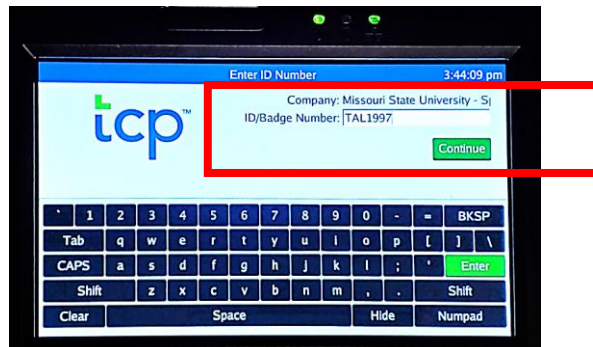 Enter ID Number 3:44:09 pm
tcp™
Company: Missouri State University - S
ID/Badge Number: TAL1997
Continue
` 1 2 3 4 5 6 7 8 9 0 - = BKSP
Tab q w e r t y u i o p [ ] \
CAPS a s d f g h j k l ; ' Enter
Shift z x c v b n m , . Shift
Clear Space Hide Numpad